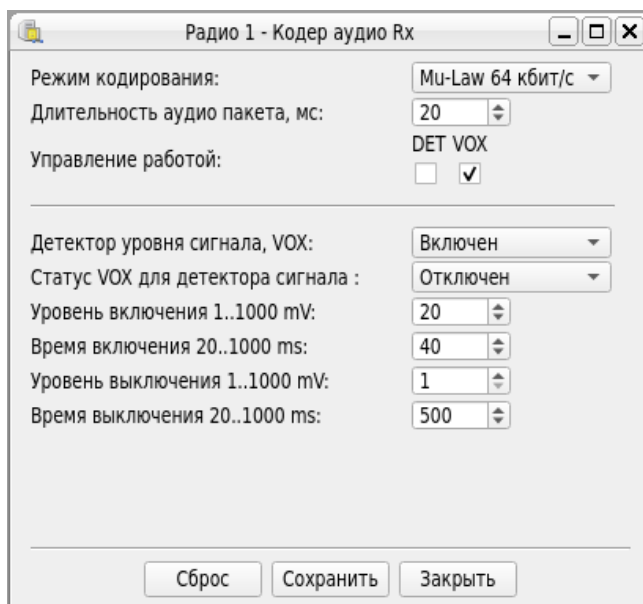 Радио 1 - Кодер аудио Rx
Режим кодирования: Mu-Law 64 кбит/с
Длительность аудио пакета, мс: 20
DET VOX
Управление работой:
Детектор уровня сигнала, VOX: Включен
Статус VOX для детектора сигнала : Отключен
Уровень включения 1..1000 mV: 20
Время включения 20..1000 ms: 40
Уровень выключения 1..1000 mV: 1
Время выключения 20..1000 ms: 500
Сброс Сохранить Закрыть